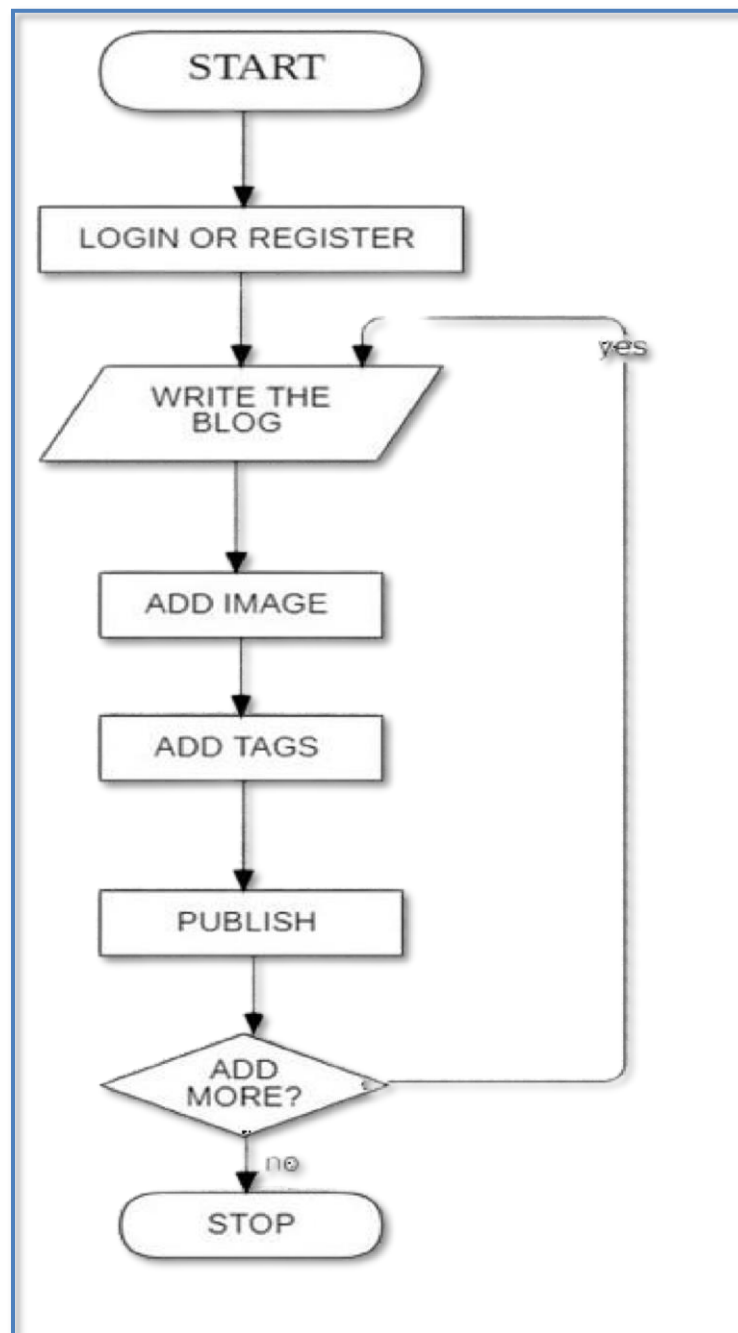 START
LOGIN OR REGISTER
yes
WRITE THE
BLOG
ADD IMAGE
ADD TAGS
PUBLISH
ADD
MORE?
no
STOP